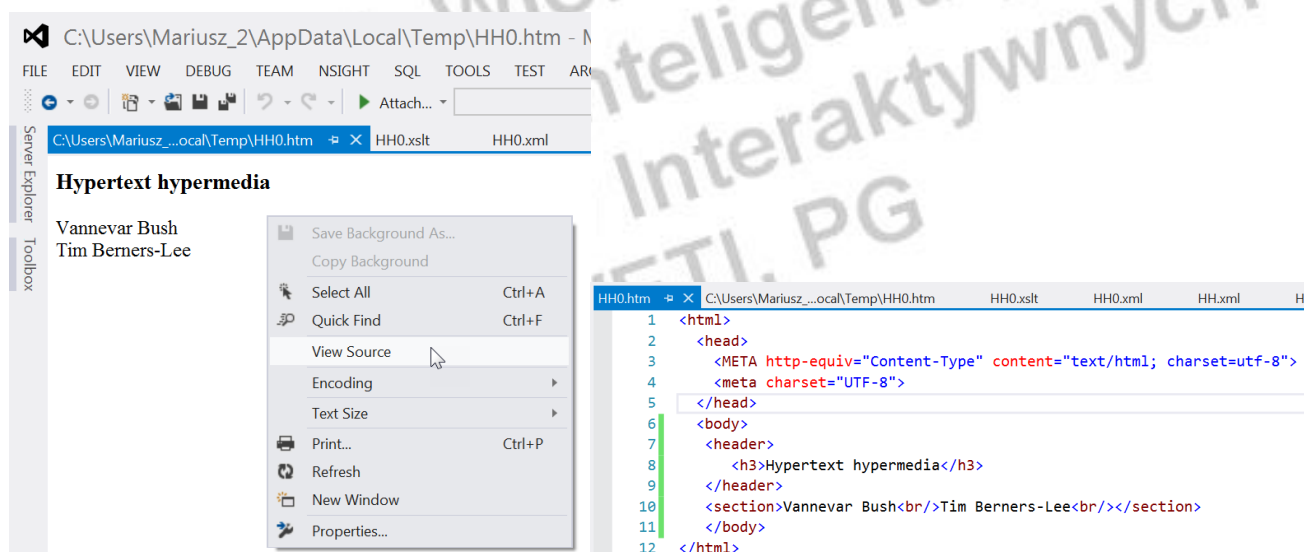 C:\Users\Mariusz_2\AppData\Local\Temp\HH0.htm -
FILE EDIT VIEW DEBUG TEAM NSIGHT SQL TOOLS TEST
Attach...
Server Explorer
Toolbox
C:\Users\Mariusz_...ocal\Temp\HH0.htm HH0.xslt HH0.xml
Hypertext hypermedia
Vannevar Bush
Tim Berners-Lee
Save Background As...
Copy Background
Select All Ctrl+A
Quick Find Ctrl+F
View Source
Encoding
Text Size
Print... Ctrl+P
Refresh
New Window
Properties...
Interaktywnych
PG
HH0.htm C:\Users\Mariusz_...ocal\Temp\HH0.htm HH0.xslt HH0.xml HH.xml
1 <html>
2 <head>
3 <META http-equiv="Content-Type" content="text/html; charset=utf-8">
4 <meta charset="UTF-8">
5 </head>
6 <body>
7 <header>
8 <h3>Hypertext hypermedia</h3>
9 </header>
10 <section>Vannevar Bush<br/>Tim Berners-Lee<br/></section>
11 </body>
12 </html>